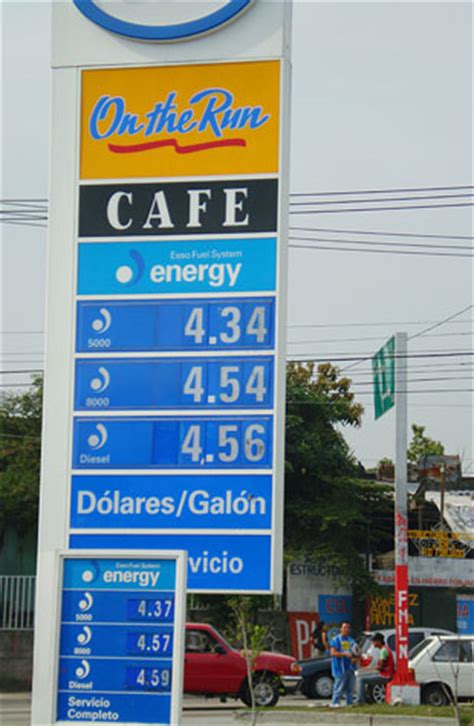 On the Run
CAFE
Esso Fuel System
energy
5000 4.34
8000 4.54
Diesel 4.56
Dólares/Galón
vicio
Esso Fuel System
energy
5000 4.37
8000 4.57
Diesel 4.59
Servicio
Completo
FMLN